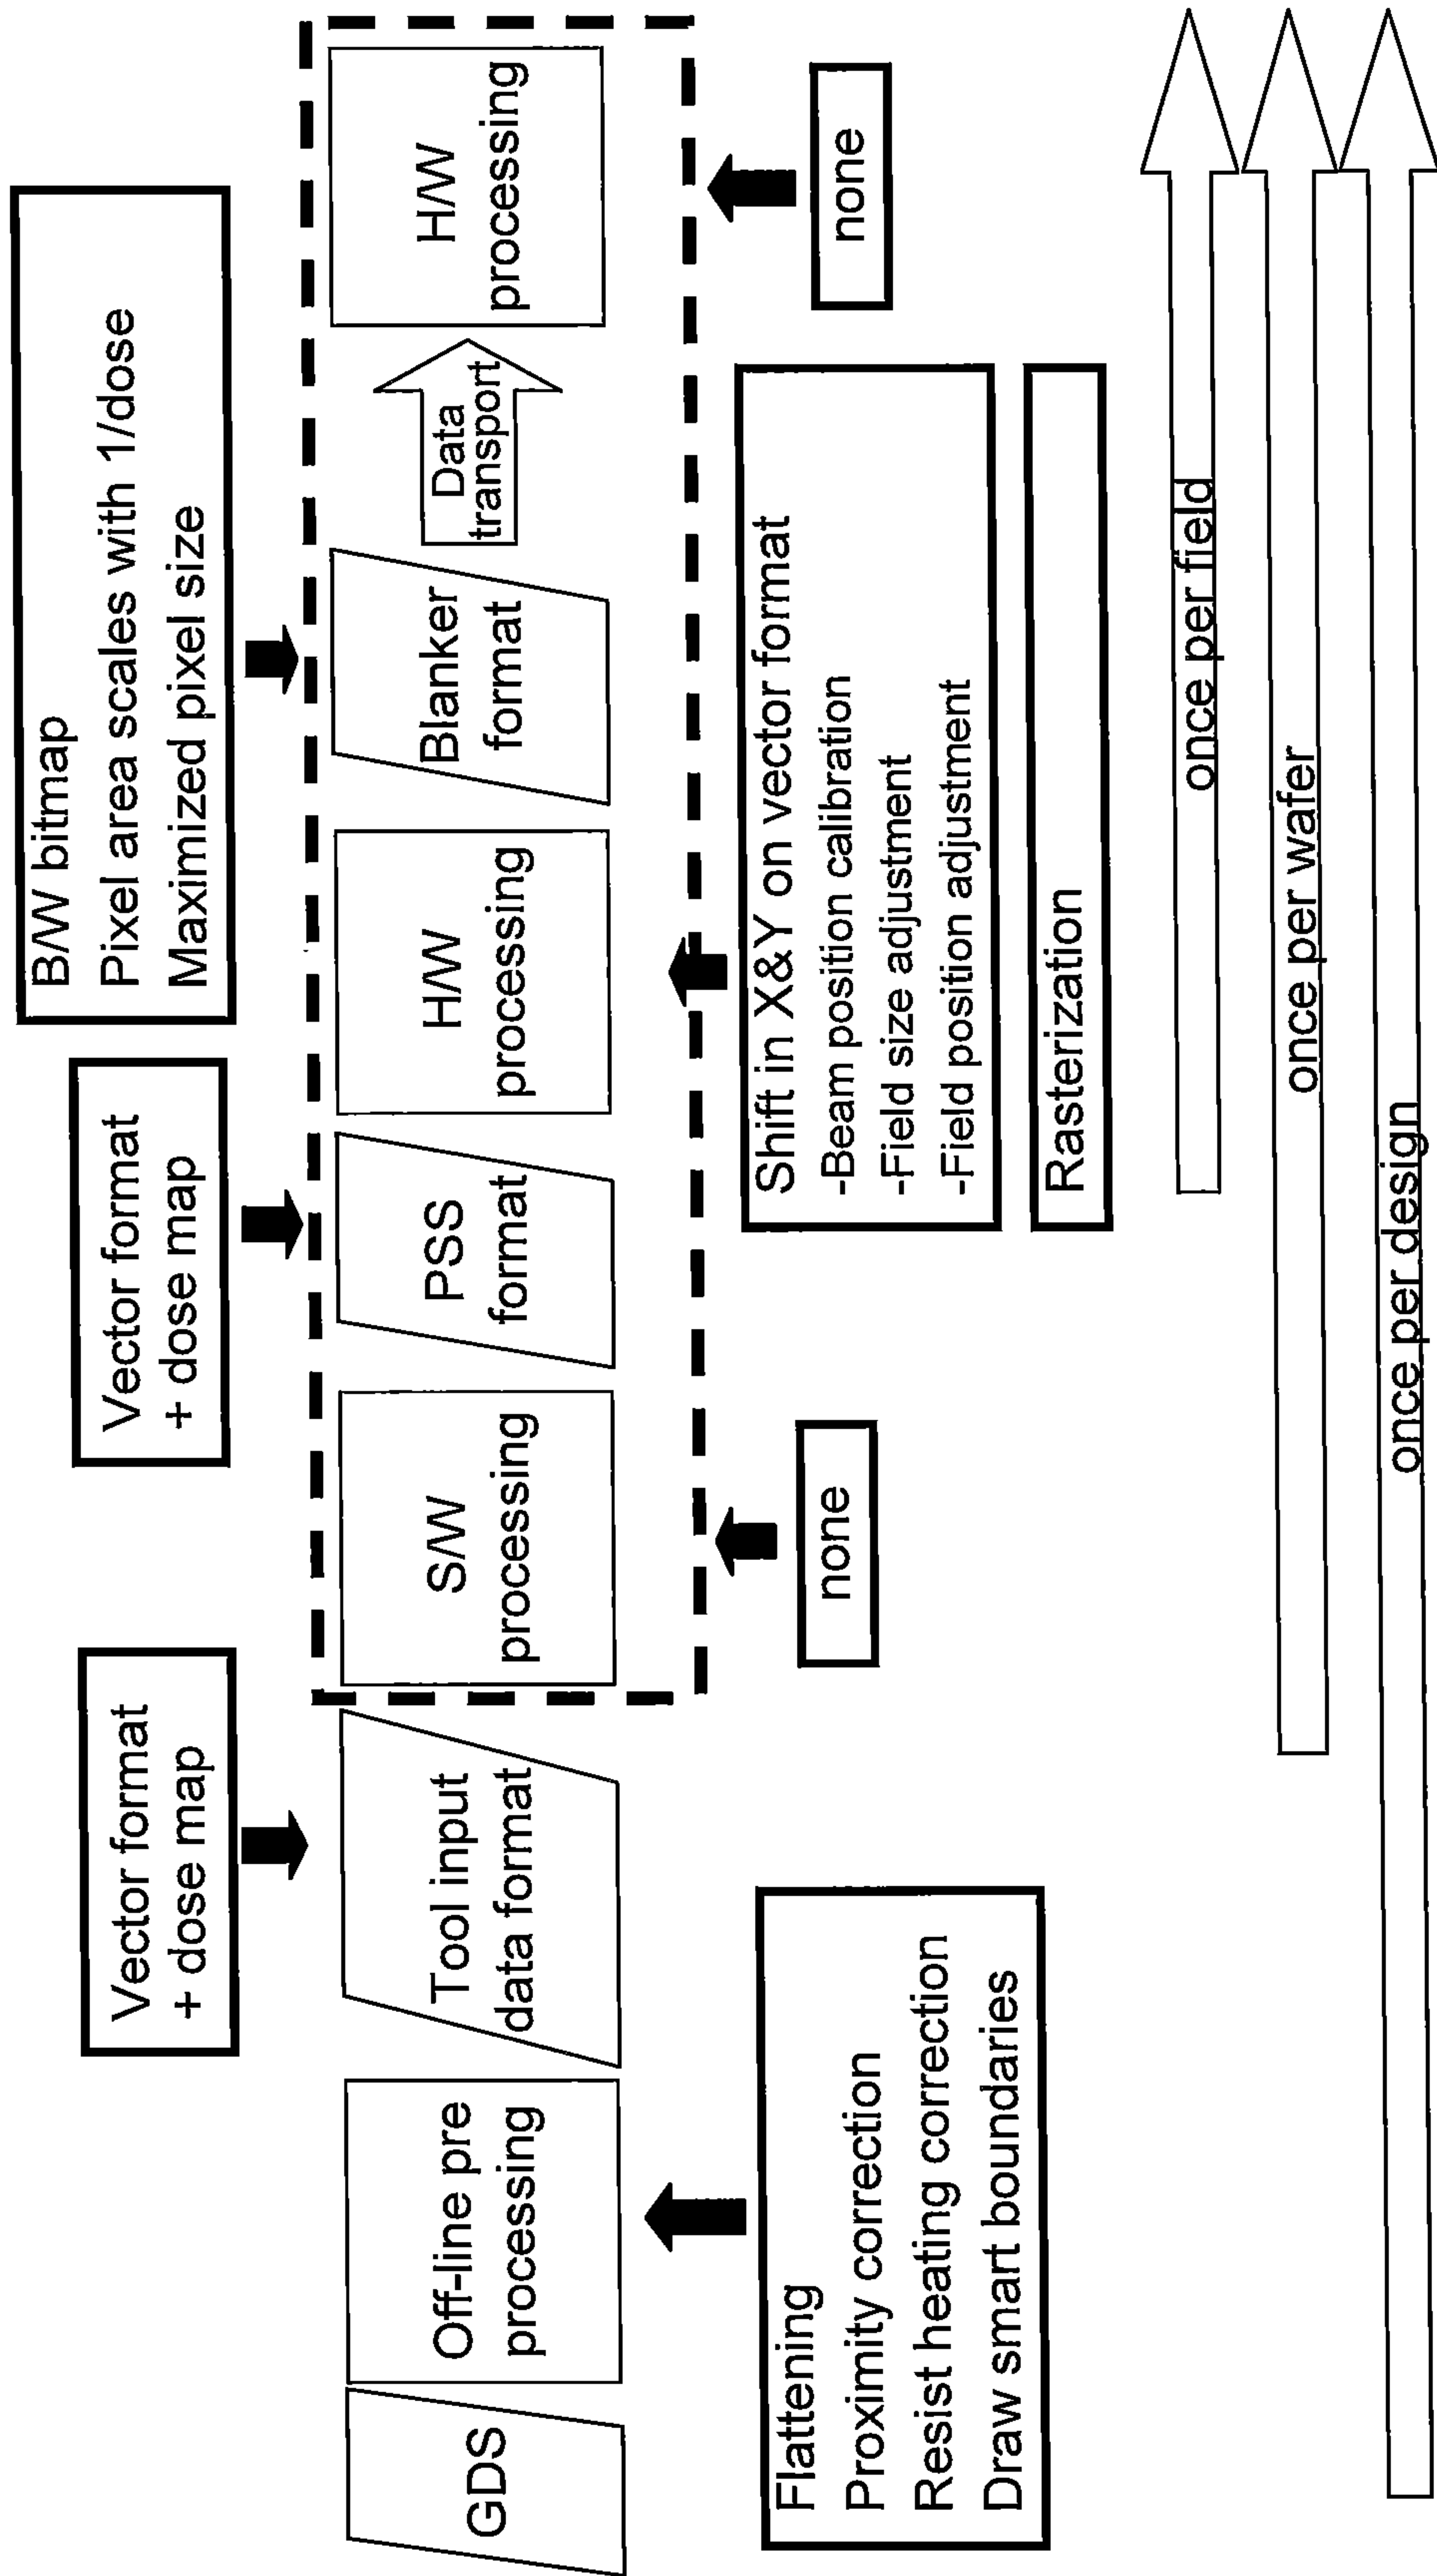 Vector format
+ dose map
Vector format
+ dose map
B/W bitmap
Pixel area scales with 1/dose
Maximized pixel size
GDS
Off-line pre
processing
Tool input
data format
S/W
processing
PSS
format
H/W
processing
Blanker
format
Data
transport
H/W
processing
Flattening
Proximity correction
Resist heating correction
Draw smart boundaries
none
Shift in X&Y on vector format
-Beam position calibration
-Field size adjustment
-Field position adjustment
Rasterization
none
once per field
once per wafer
once per design